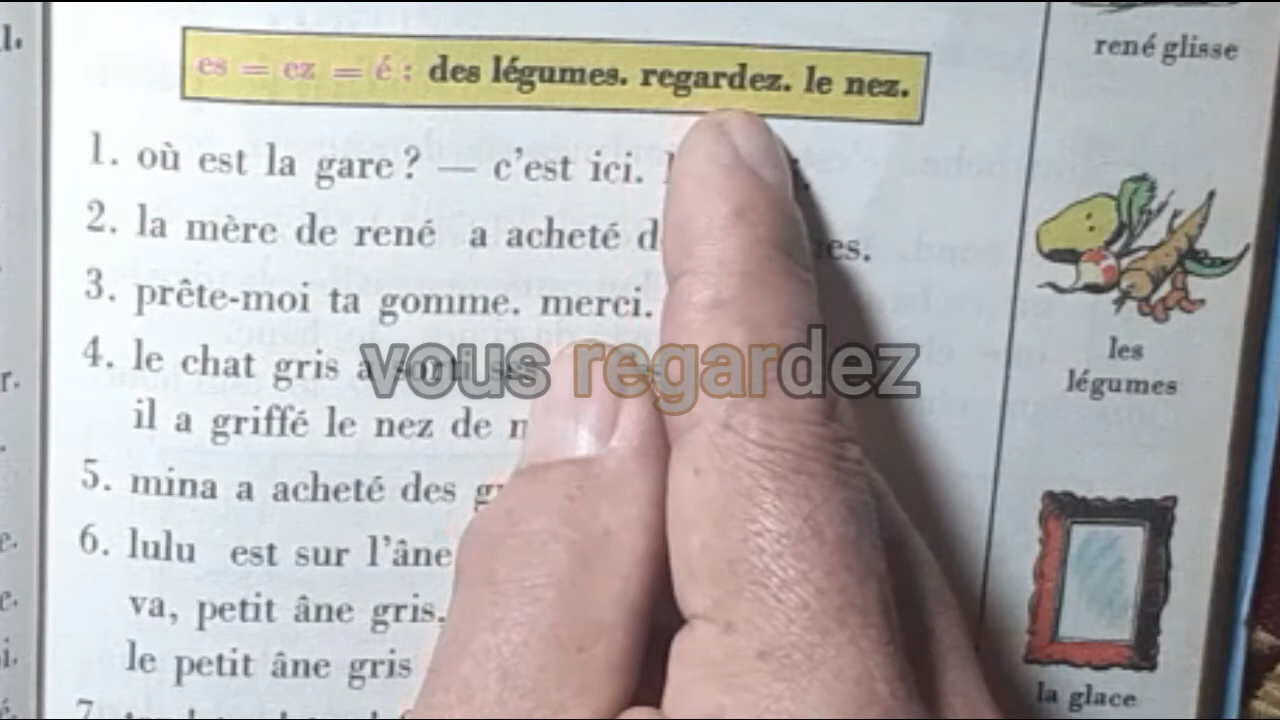 es = ez = é : des légumes. regardez. le nez.
1. où est la gare ? — c'est ici.
2. la mère de rené a acheté
3. prête-moi ta gomme. merci.
4. le chat gris a sorti
il a griffé le nez de
5. mina a acheté des
6. lulu est sur l'âne
va, petit âne gris.
le petit âne gris
7.
vous regardez
rené glisse
les
légumes
la glace